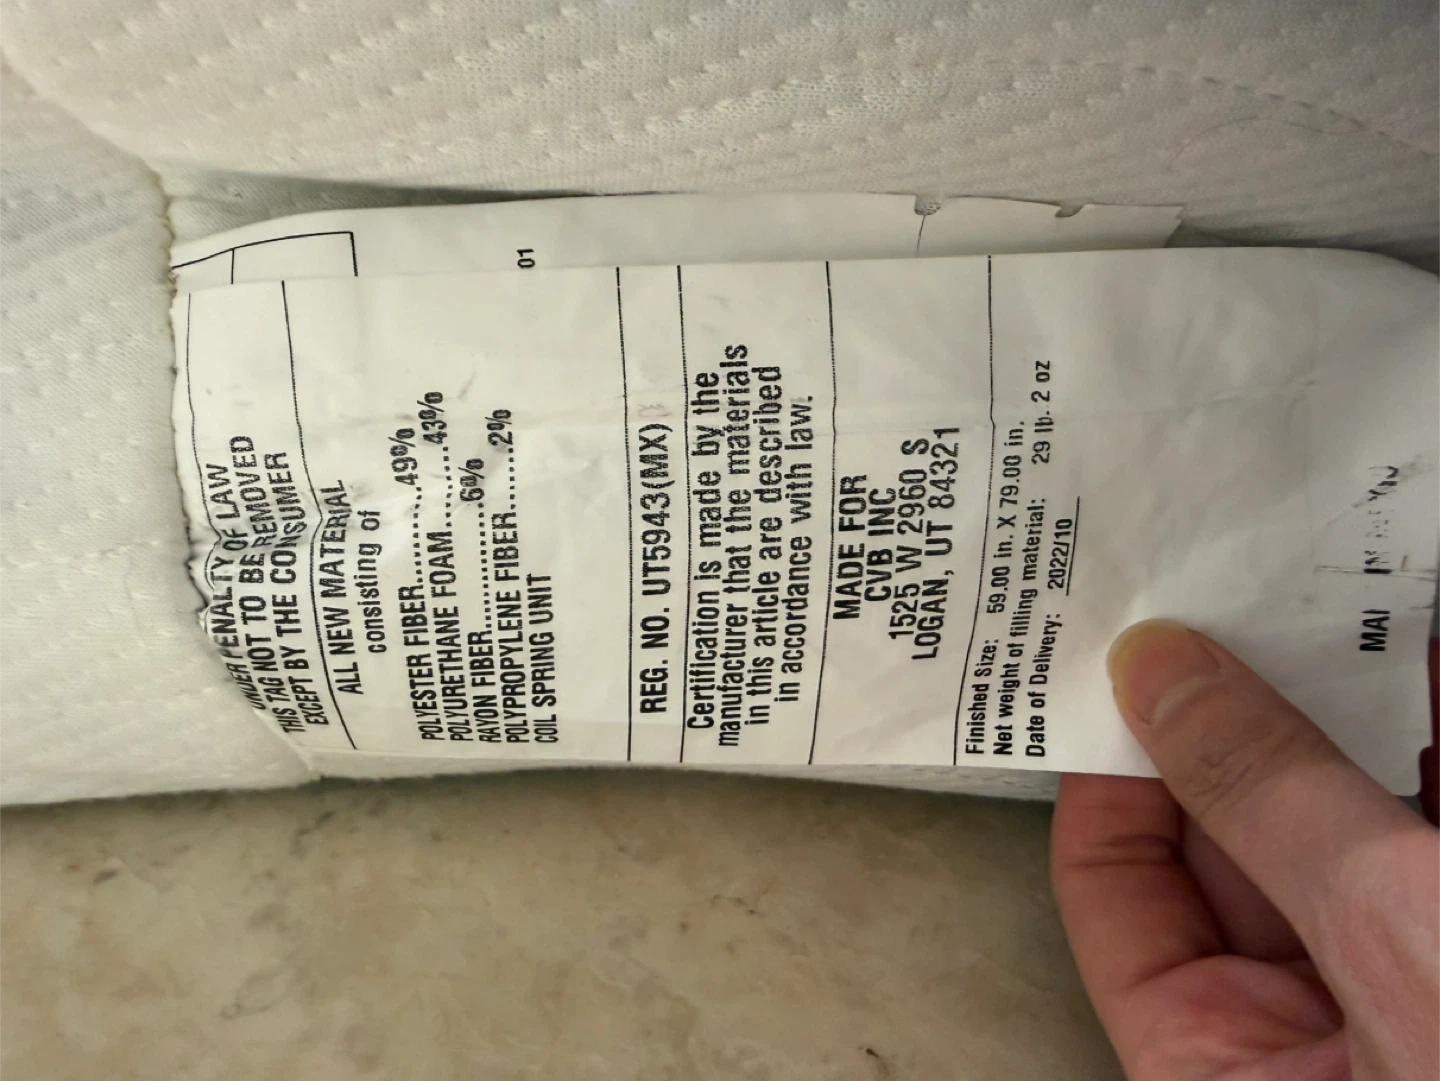 UNDER PENALTY OF LAW
THIS TAG NOT TO BE REMOVED
EXCEPT BY THE CONSUMER
ALL NEW MATERIAL
consisting of
POLYESTER FIBER..........49%
POLYURETHANE FOAM..........43%
RAYON FIBER..............6%
POLYPROPYLENE FIBER.......2%
COIL SPRING UNIT
01
REG. NO. UT5943(MX)
Certification is made by the
manufacturer that the materials
in this article are described
in accordance with law.
MADE FOR
CVB INC
1525 W 2960 S
LOGAN, UT 84321
Finished Size: 59.00 in. X 79.00 in.
Net weight of filling material: 29 lb. 2 oz
Date of Delivery: 2022/10